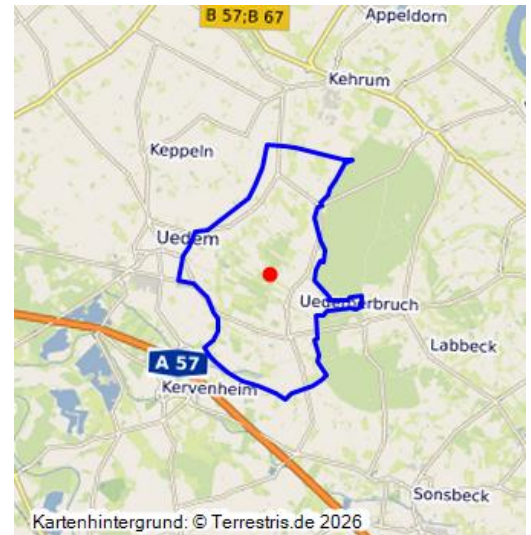 B 57;B 67
Appeldorn
Kehrum
Keppeln
Uedem
Uedemerbruch
Labbeck
A 57
Kervenheim
Sonsbeck
Kartenhintergrund: © Terrestris.de 2026